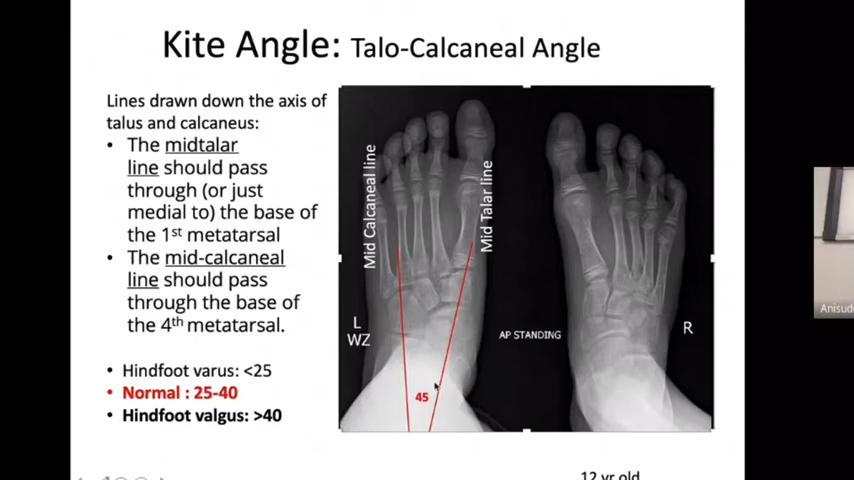 Kite Angle: Talo-Calcaneal Angle
Lines drawn down the axis of
talus and calcaneus:
• The midtalar
line should pass
through (or just
medial to) the base of
the 1st metatarsal
• The mid-calcaneal
line should pass
through the base of
the 4th metatarsal.
• Hindfoot varus: <25
• Normal : 25-40
• Hindfoot valgus: >40
Mid Calcaneal line
Mid Talar line
L
WZ
AP STANDING
R
45
12 yr old